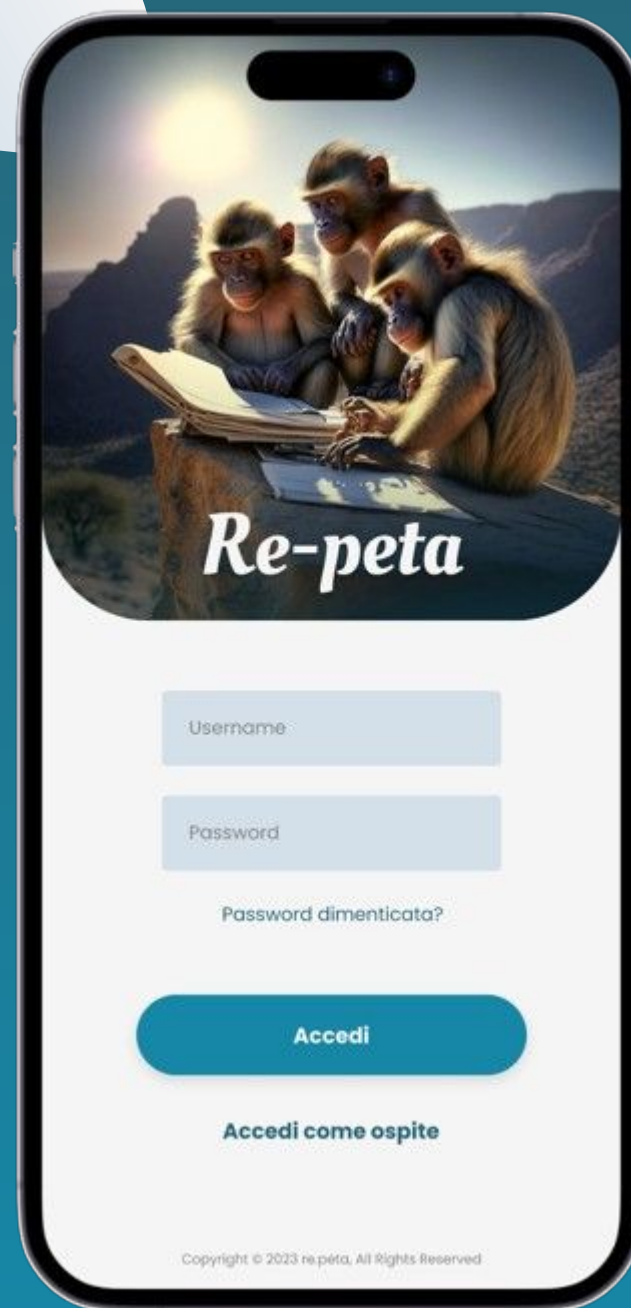 Re-peta
Username
Password
Password dimenticata?
Accedi
Accedi come ospite
Copyright © 2023 re.peta, All Rights Reserved